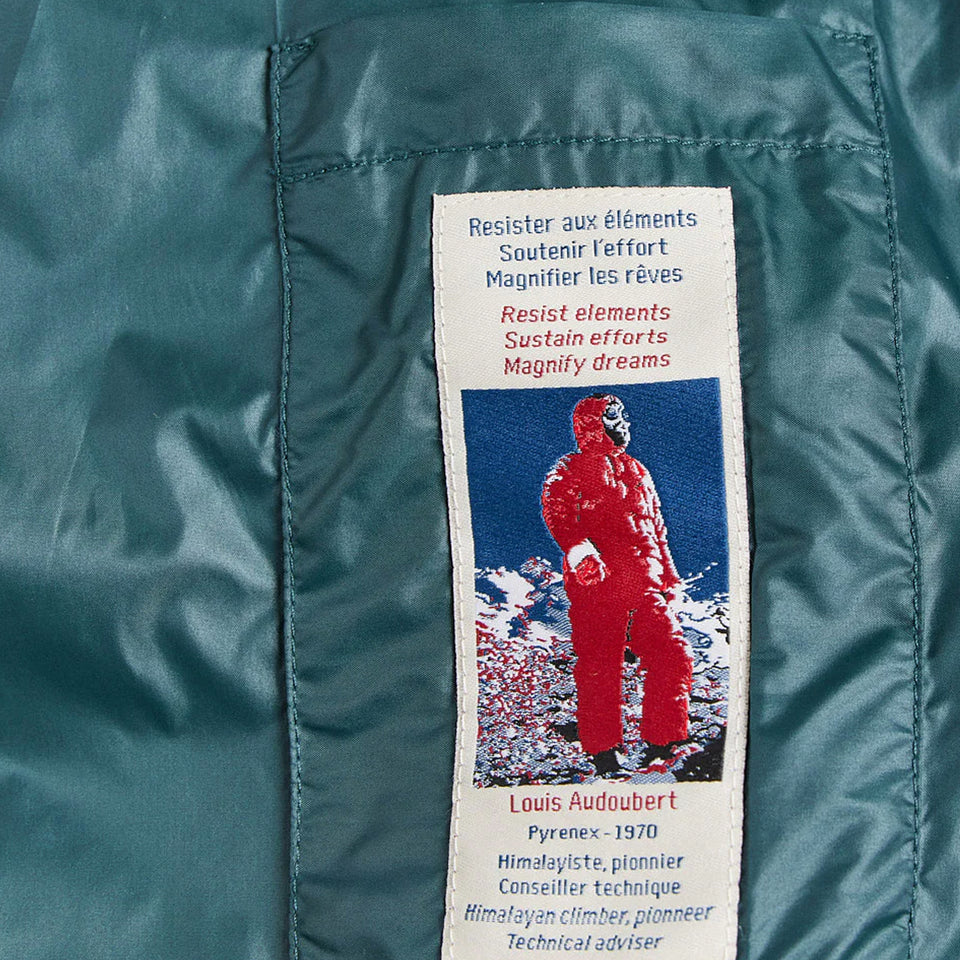 Resister aux éléments
Soutenir l'effort
Magnifier les rêves
Resist elements
Sustain efforts
Magnify dreams
Louis Audoubert
Pyrenex - 1970
Himalayiste, pionnier
Conseiller technique
Himalayan climber, pionneer
Technical adviser